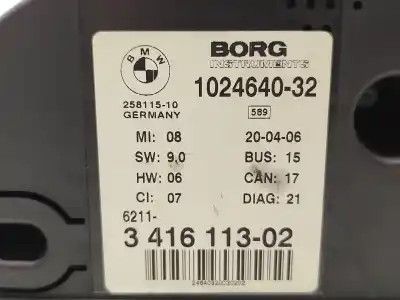 BMW
BORG
INSTRUMENTS
1024640-32
258115-10
GERMANY
589
MI: 08 20-04-06
SW: 9.0 BUS: 15
HW: 06 CAN: 17
CI: 07 DIAG: 21
6211-
3 416 113-02